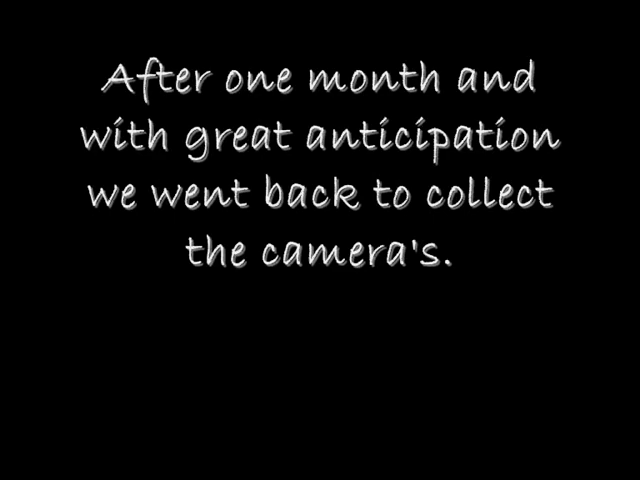 After one month and
with great anticipation
we went back to collect
the camera's.